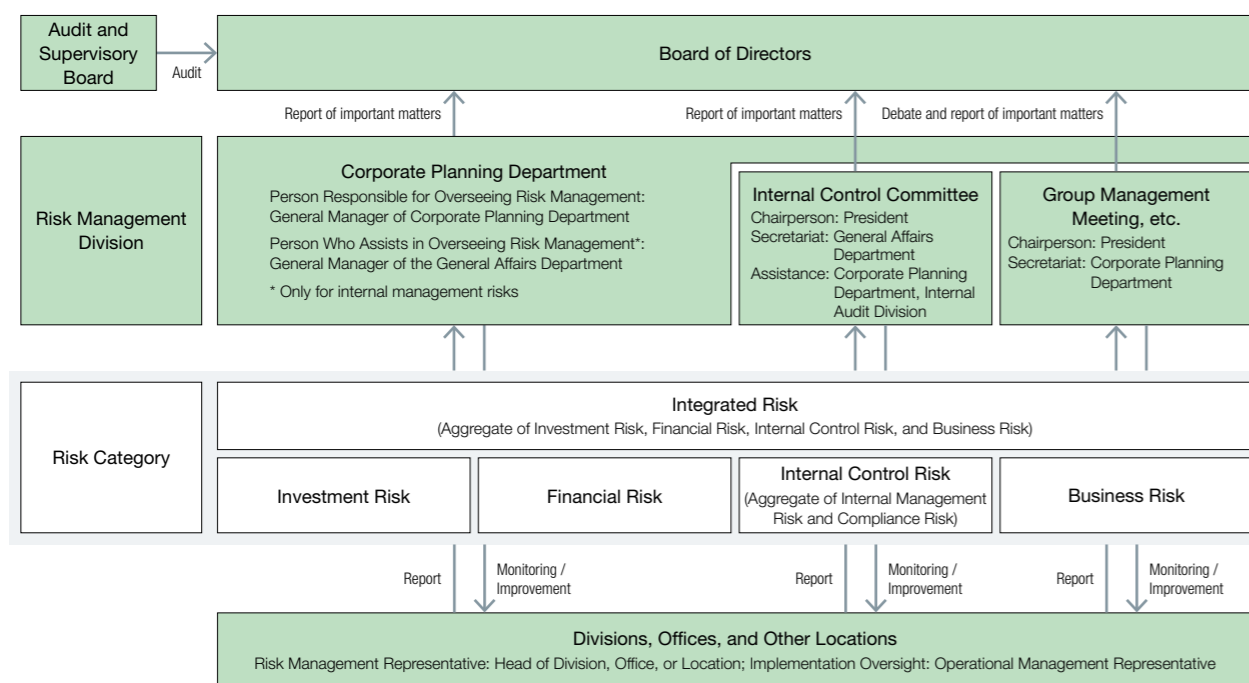 Audit and
Supervisory
Board
Audit
Board of Directors
Report of important matters
Report of important matters
Debate and report of important matters
Risk Management
Division
Corporate Planning Department
Person Responsible for Overseeing Risk Management:
General Manager of Corporate Planning Department
Person Who Assists in Overseeing Risk Management*:
General Manager of the General Affairs Department
* Only for internal management risks
Internal Control Committee
Chairperson: President
Secretariat: General Affairs
Department
Assistance: Corporate Planning
Department, Internal
Audit Division
Group Management
Meeting, etc.
Chairperson: President
Secretariat: Corporate Planning
Department
Risk Category
Integrated Risk
(Aggregate of Investment Risk, Financial Risk, Internal Control Risk, and Business Risk)
Investment Risk
Financial Risk
Internal Control Risk
(Aggregate of Internal Management
Risk and Compliance Risk)
Business Risk
Report
Monitoring /
Improvement
Report
Monitoring /
Improvement
Report
Monitoring /
Improvement
Divisions, Offices, and Other Locations
Risk Management Representative: Head of Division, Office, or Location; Implementation Oversight: Operational Management Representative